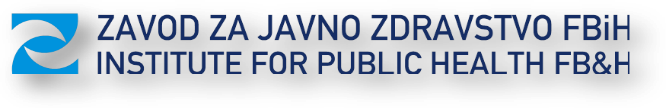 ZAVOD ZA JAVNO ZDRAVSTVO FBiH
INSTITUTE FOR PUBLIC HEALTH FB&H